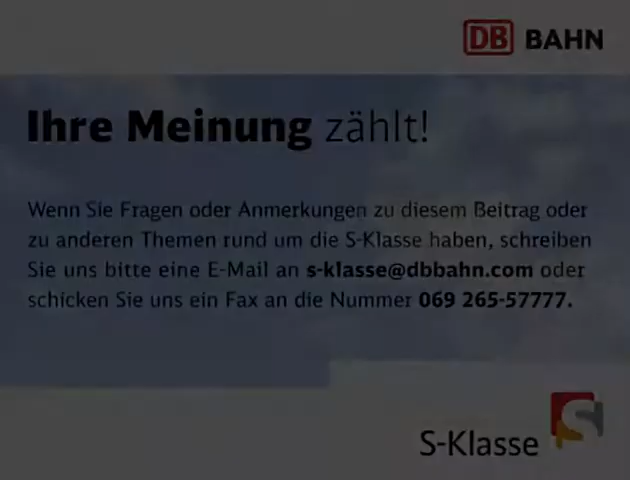 DB BAHN
Ihre Meinung zählt!
Wenn Sie Fragen oder Anmerkungen zu diesem Beitrag oder
zu anderen Themen rund um die S-Klasse haben, schreiben
Sie uns bitte eine E-Mail an s-klasse@dbbahn.com oder
schicken Sie uns ein Fax an die Nummer 069 265-57777.
S-Klasse S